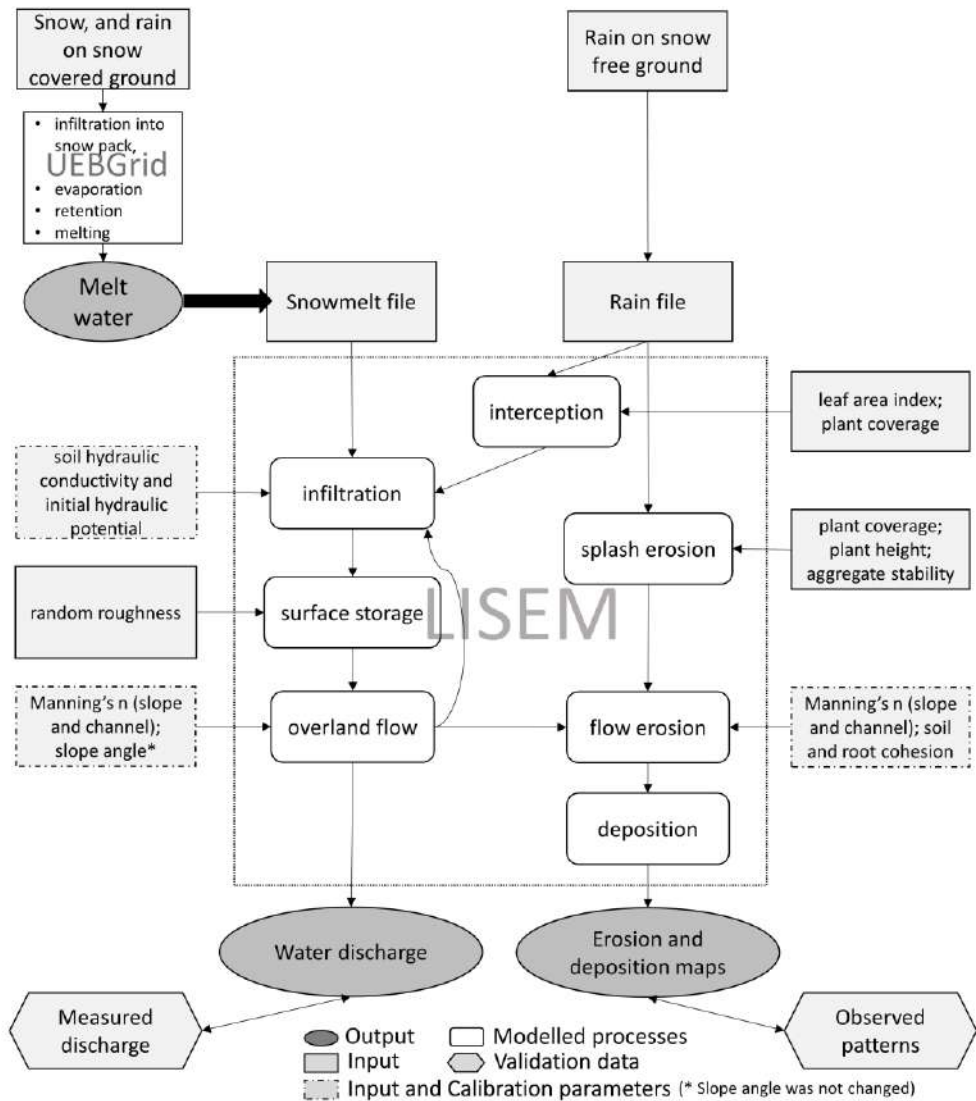 Snow, and rain
on snow
covered ground
Rain on snow
free ground
• infiltration into
snow pack,
UEBGrid
• evaporation
• retention
• melting
Melt
water
Snowmelt file
Rain file
interception
leaf area index;
plant coverage
soil hydraulic
conductivity and
initial hydraulic
potential
infiltration
splash erosion
plant coverage;
plant height;
aggregate stability
random roughness
surface storage
LISEM
Manning's n (slope
and channel);
slope angle*
overland flow
flow erosion
Manning's n (slope
and channel); soil
and root cohesion
deposition
Water discharge
Erosion and
deposition maps
Measured
discharge
Observed
patterns
Output
Modelled processes
Input
Validation data
Input and Calibration parameters (* Slope angle was not changed)